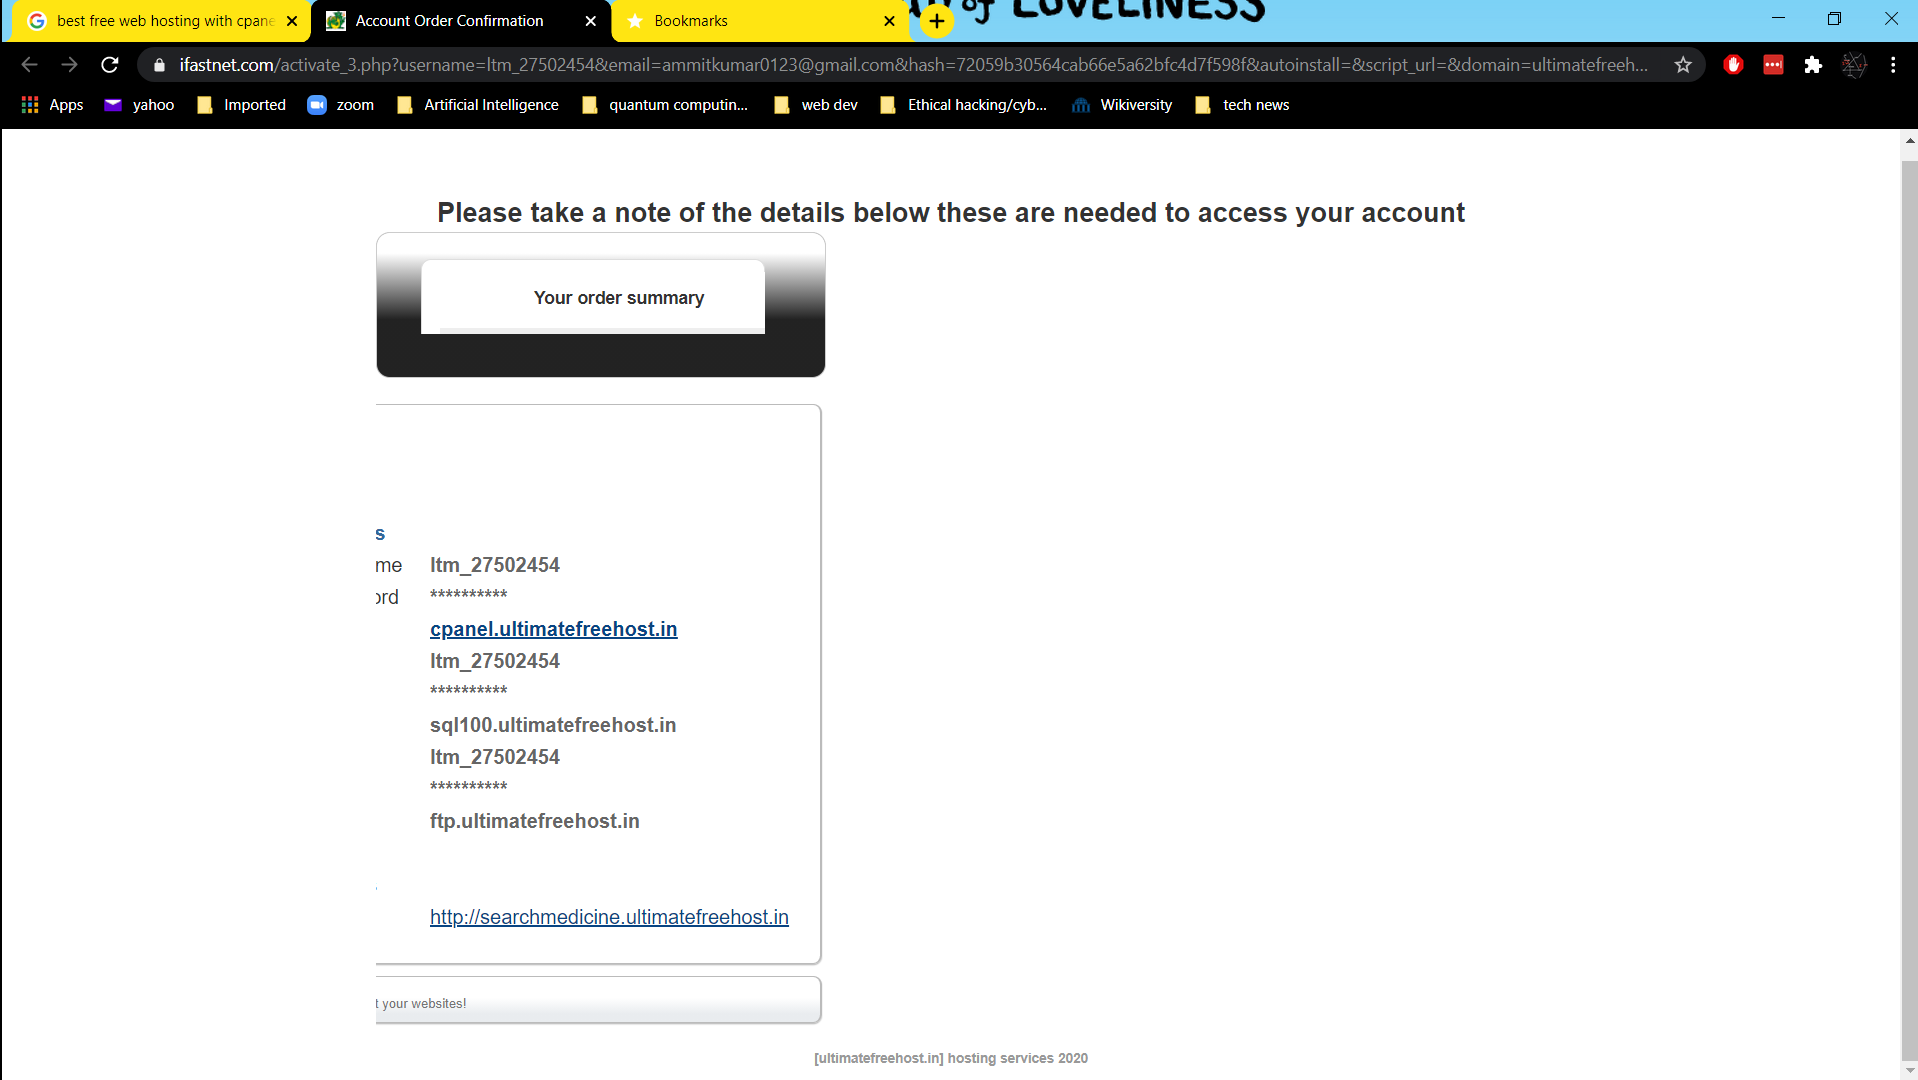 of LOVELINESS
best free web hosting with cpane
Account Order Confirmation
Bookmarks
ifastnet.com/activate_3.php?username=ltm_27502454&email=ammitkumar0123@gmail.com&hash=72059b30564cab66e5a62bfc4d7f598f&autoinstall=&script_url=&domain=ultimatefreeh...
Apps yahoo Imported zoom Artificial Intelligence quantum computin... web dev Ethical hacking/cyb... Wikiversity tech news
Please take a note of the details below these are needed to access your account
Your order summary
s
me ltm_27502454
ord **********
cpanel.ultimatefreehost.in
ltm_27502454
**********
sql100.ultimatefreehost.in
ltm_27502454
**********
ftp.ultimatefreehost.in
http://searchmedicine.ultimatefreehost.in
t your websites!
[ultimatefreehost.in] hosting services 2020